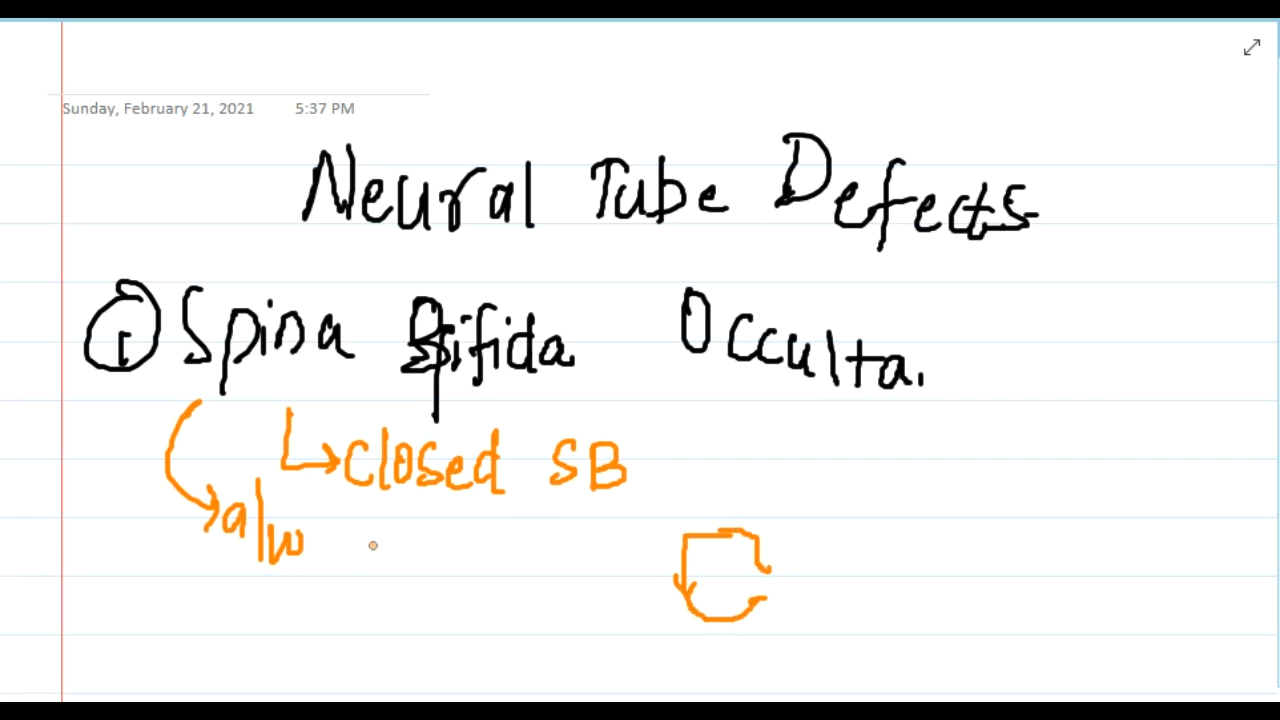 Sunday, February 21, 2021 5:37 PM
Neural Tube Defects
① Spina Bifida Occulta.
closed SB
a/w